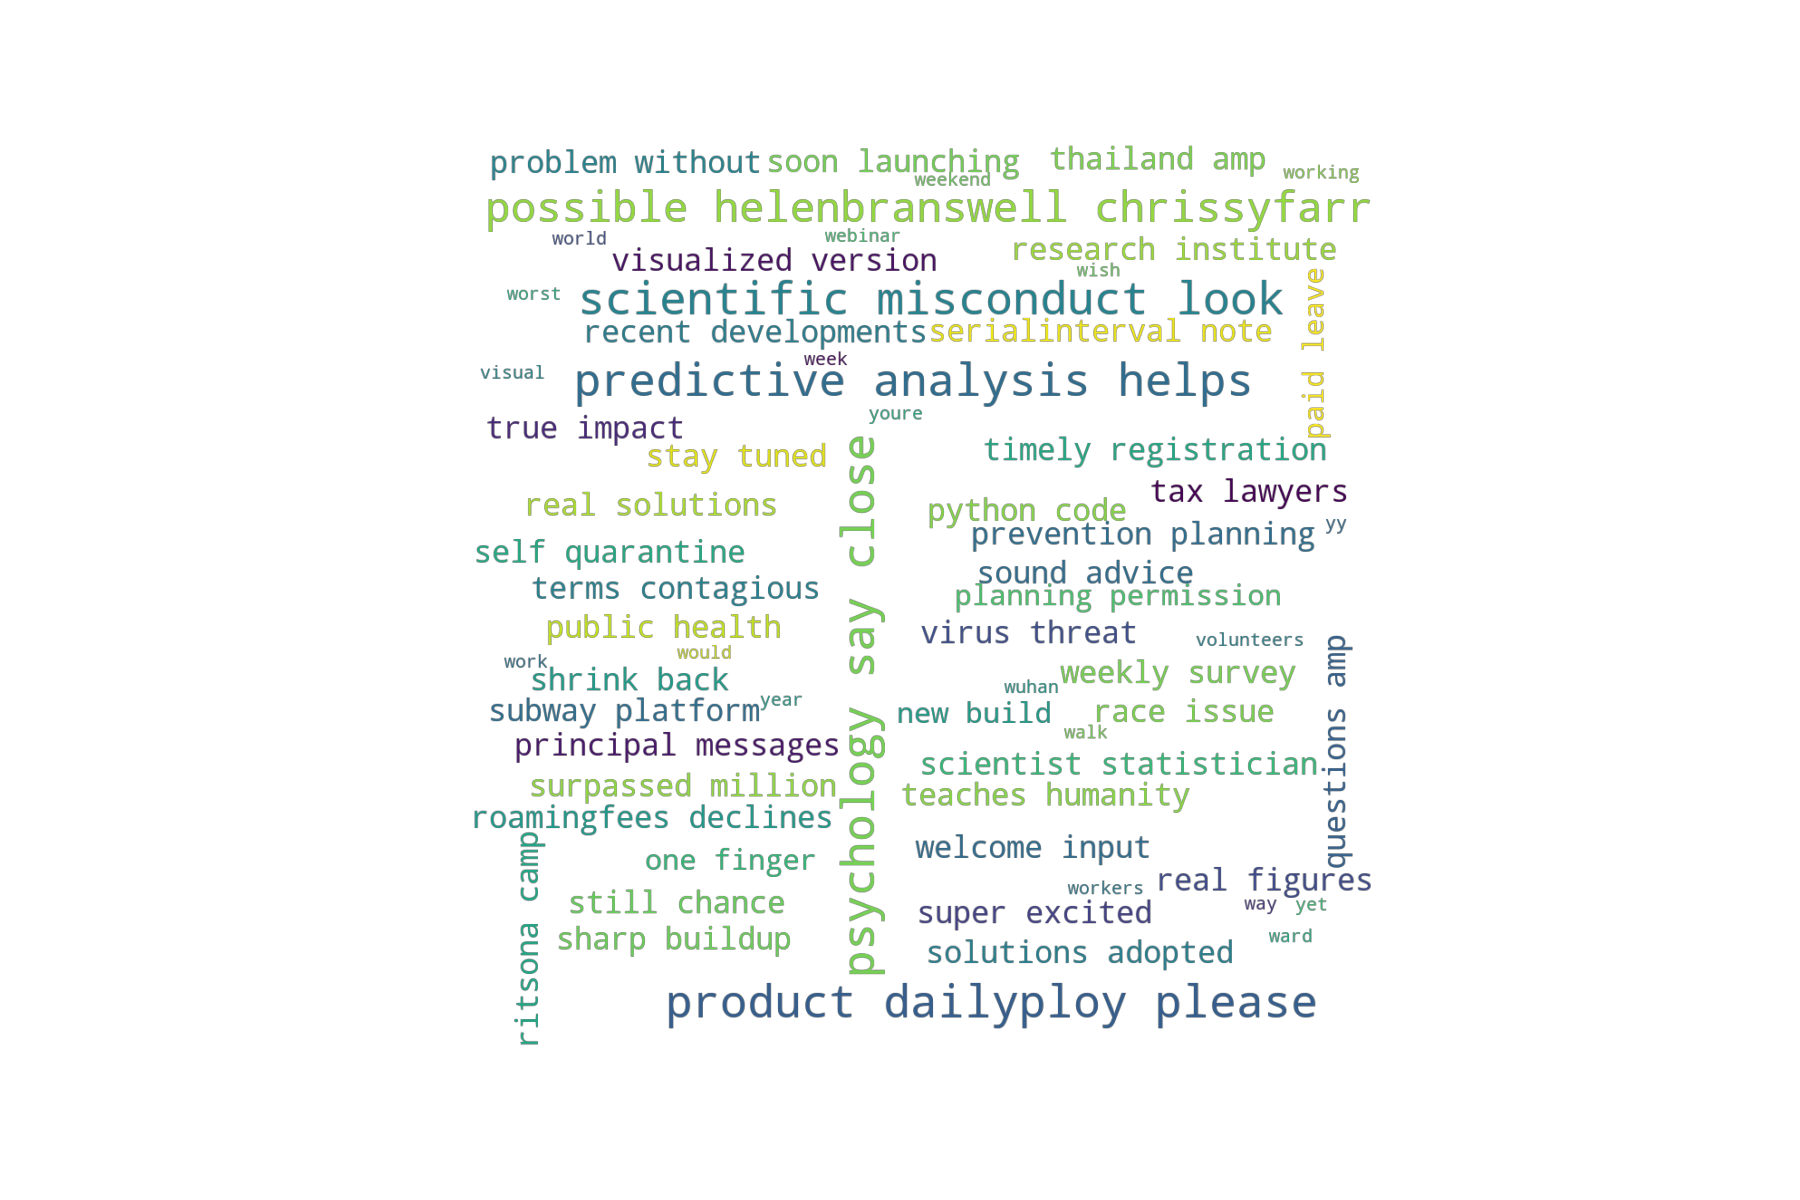 problem without
soon launching
thailand amp
working
weekend
possible helenbranswell chrissyfarr
world
webinar
visualized version
research institute
wish
worst
scientific misconduct look
paid leave
recent developments
serialinterval note
week
visual
predictive analysis helps
youre
true impact
stay tuned
timely registration
psychology say close
tax lawyers
real solutions
python code
prevention planning
yy
self quarantine
sound advice
terms contagious
planning permission
public health
virus threat
volunteers
would
work
shrink back
weekly survey
questions amp
wuhan
year
subway platform
new build
race issue
walk
principal messages
scientist statistician
surpassed million
teaches humanity
roamingfees declines
ritsona camp
one finger
welcome input
workers
real figures
still chance
super excited
way
yet
sharp buildup
ward
solutions adopted
product dailyploy please